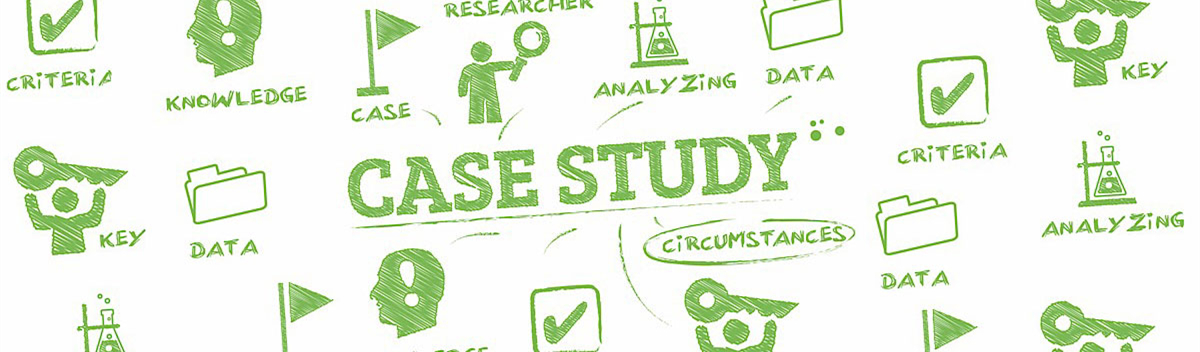 RESEARCHER
CRITERIA
KNOWLEDGE
CASE
ANALYZING
DATA
KEY
CASE STUDY
CRITERIA
KEY
DATA
CIRCUMSTANCES
ANALYZING
DATA